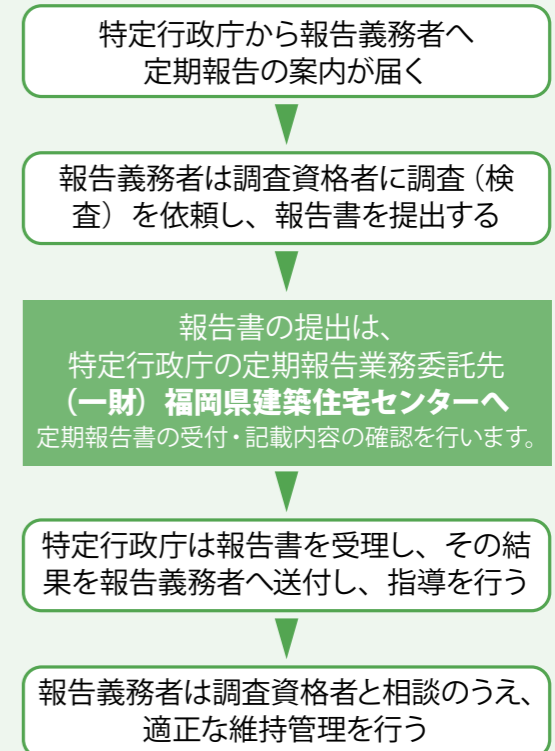 特定行政庁から報告義務者へ
定期報告の案内が届く
報告義務者は調査資格者に調査（検
査）を依頼し、報告書を提出する
報告書の提出は、
特定行政庁の定期報告業務委託先
（一財）福岡県建築住宅センターへ
定期報告書の受付・記載内容の確認を行います。
特定行政庁は報告書を受理し、その結
果を報告義務者へ送付し、指導を行う
報告義務者は調査資格者と相談のうえ、
適正な維持管理を行う